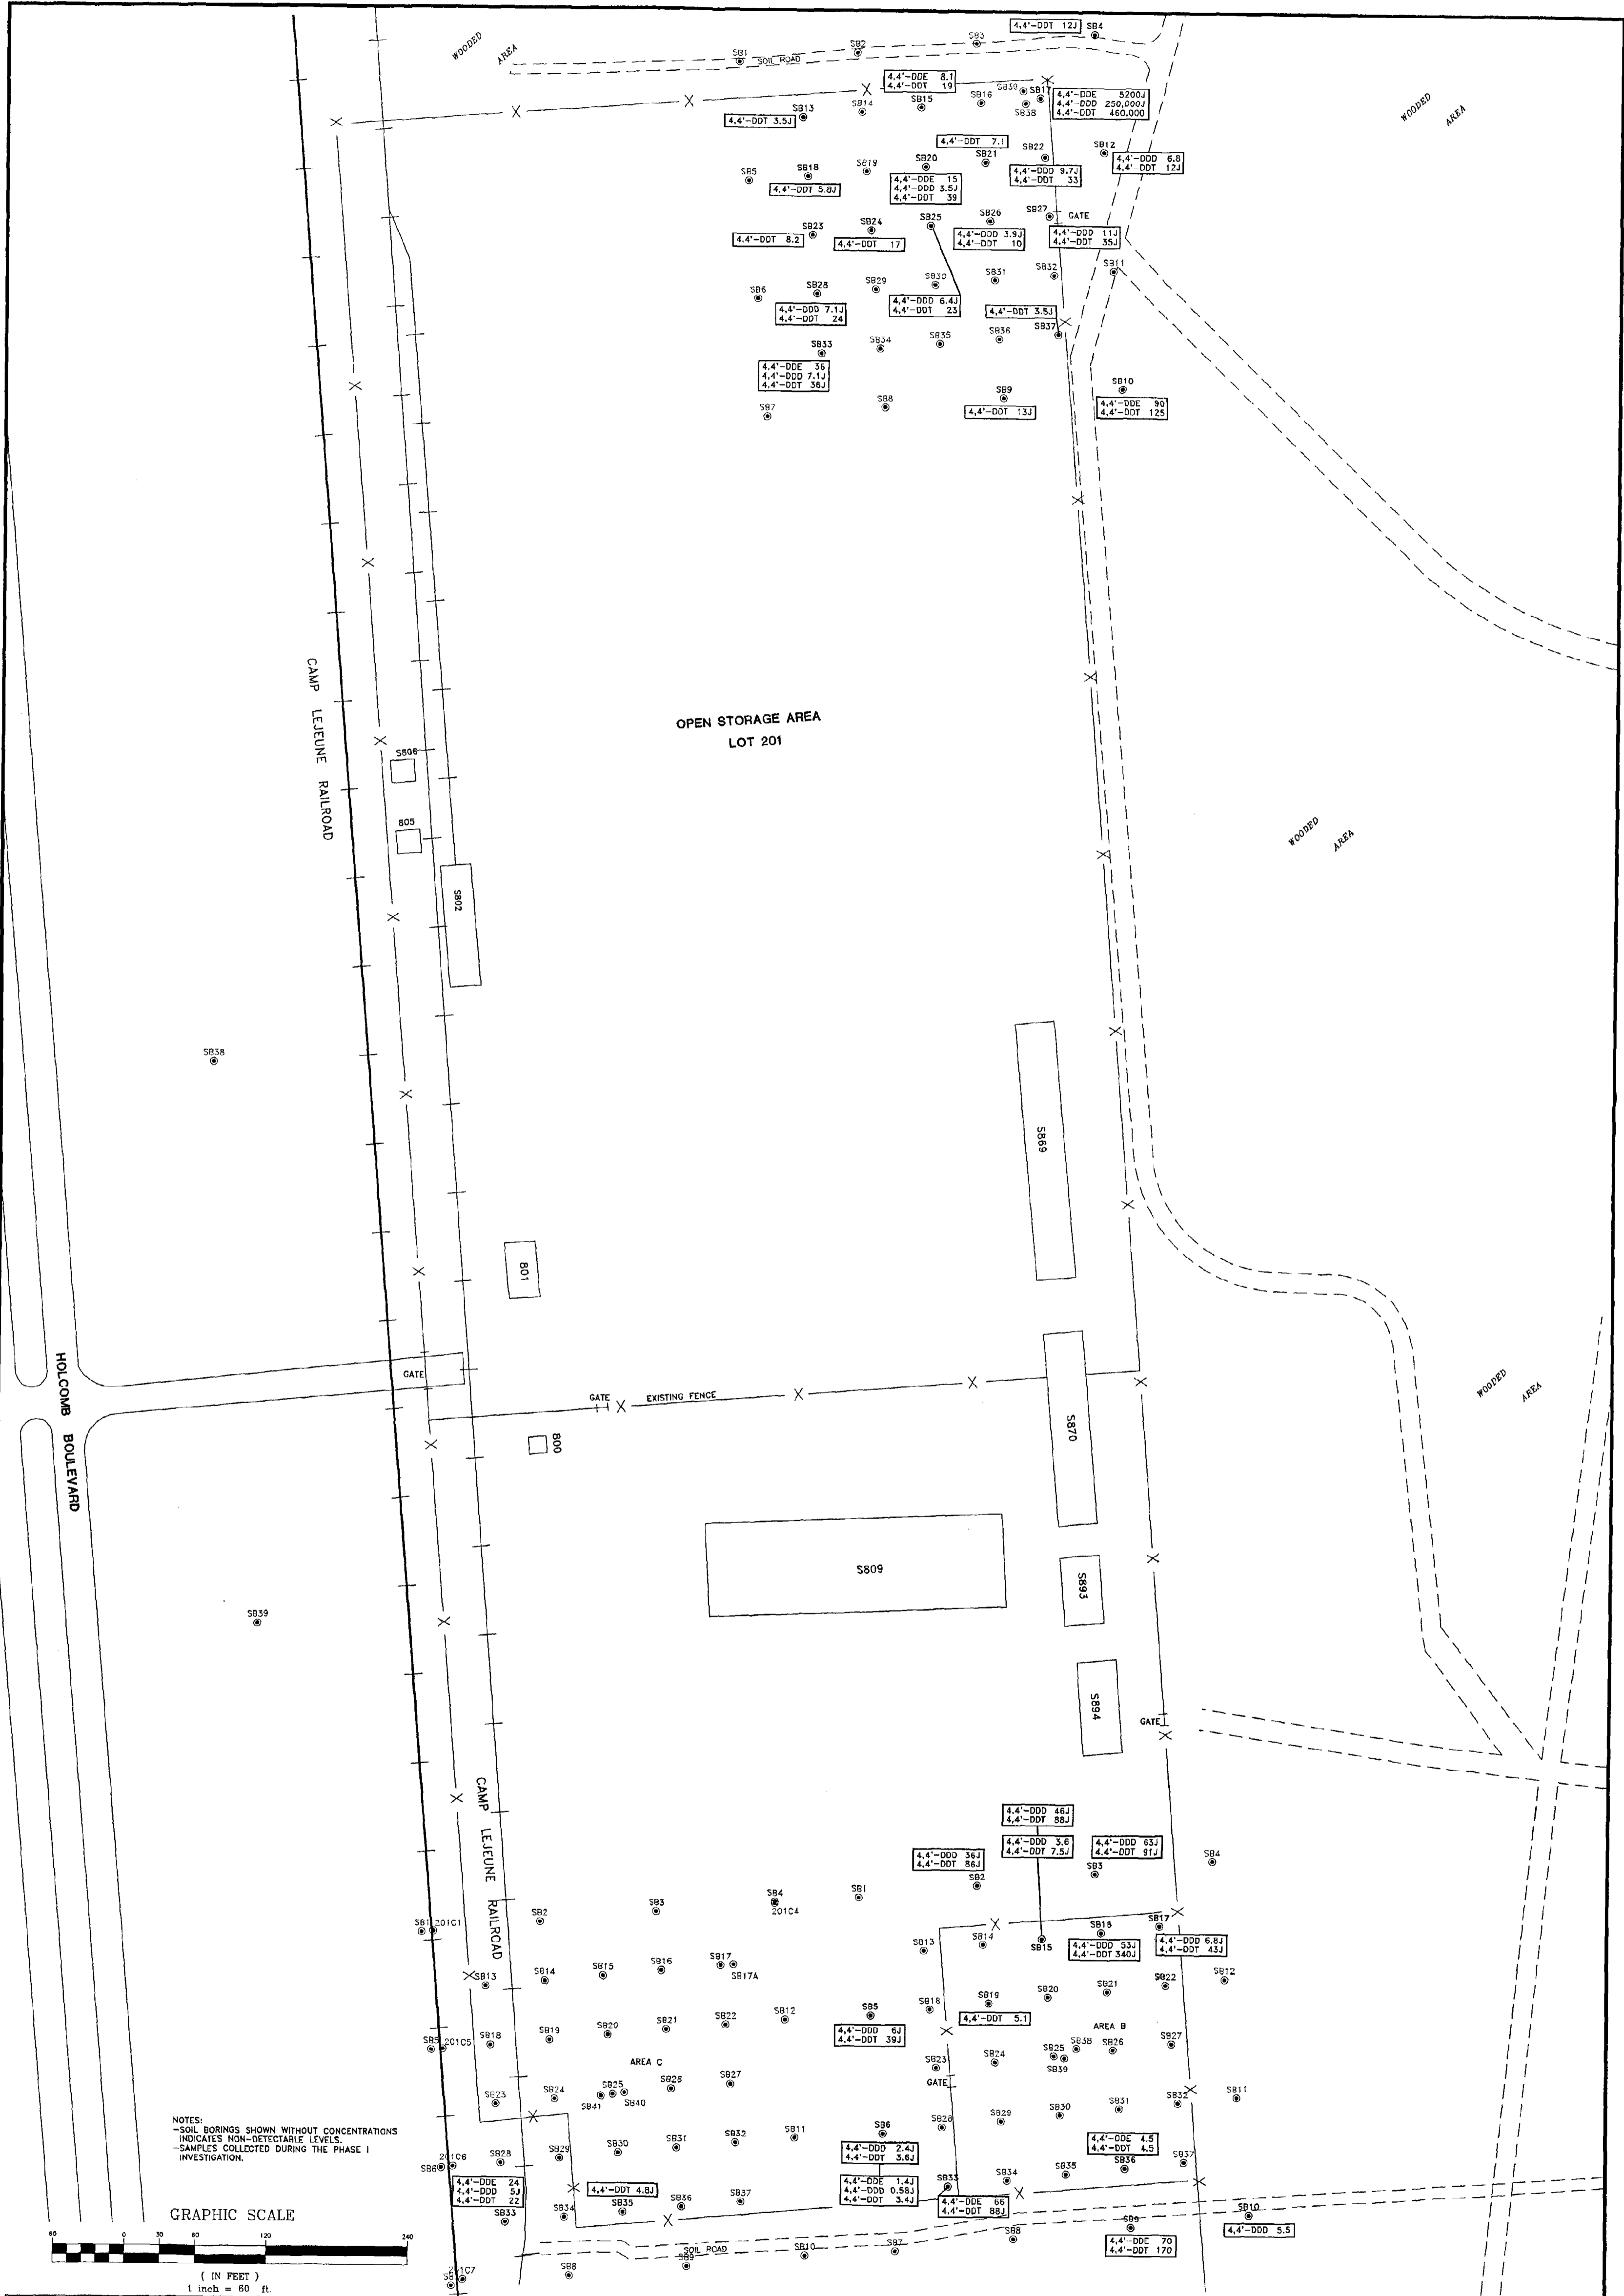 4,4'-DDT 12J
SB4
SB3
SB2
SB1
SOIL ROAD
WOODED AREA
4,4'-DDE 8.1
4,4'-DDT 19
SB39
SB17
SB38
4,4'-DDE 5200J
4,4'-DDD 250,000J
4,4'-DDT 460,000
WOODED AREA
SB16
SB15
SB14
SB13
4,4'-DDT 3.5J
4,4'-DDT 7.1
SB21
SB22
SB12
4,4'-DDD 6.8
4,4'-DDT 12J
4,4'-DDD 9.7J
4,4'-DDT 33
SB20
SB19
SB18
SB5
4,4'-DDT 5.8J
4,4'-DDE 15
4,4'-DDD 3.5J
4,4'-DDT 39
SB27
GATE
SB26
SB25
SB24
SB23
4,4'-DDT 8.2
4,4'-DDT 17
4,4'-DDD 3.9J
4,4'-DDT 10
4,4'-DDD 11J
4,4'-DDT 35J
SB11
SB32
SB31
SB30
SB29
SB28
SB6
4,4'-DDD 7.1J
4,4'-DDT 24
4,4'-DDD 6.4J
4,4'-DDT 23
4,4'-DDT 3.5J
SB37
SB36
SB35
SB34
SB33
4,4'-DDE 36
4,4'-DDD 7.1J
4,4'-DDT 36J
SB7
SB8
SB9
4,4'-DDT 13J
SB10
4,4'-DDE 90
4,4'-DDT 125
CAMP LEJEUNE RAILROAD
OPEN STORAGE AREA
LOT 201
S806
805
S802
WOODED AREA
SB38
S869
801
HOLCOMB BOULEVARD
GATE
GATE
EXISTING FENCE
WOODED AREA
800
S870
S809
S893
SB39
S894
GATE
CAMP LEJEUNE RAILROAD
4,4'-DDD 46J
4,4'-DDT 88J
4,4'-DDD 3.6
4,4'-DDT 7.5J
4,4'-DDD 63J
4,4'-DDT 91J
4,4'-DDD 36J
4,4'-DDT 86J
SB4
SB3
SB2
SB1
SB4
201C4
SB3
SB2
SB1
201C1
SB13
SB14
SB15
SB16
SB17
4,4'-DDD 53J
4,4'-DDT 340J
4,4'-DDD 6.8J
4,4'-DDT 43J
SB13
SB14
SB15
SB16
SB17
SB17A
SB12
SB22
SB21
SB20
SB19
SB18
4,4'-DDT 5.1
SB5
4,4'-DDD 6J
4,4'-DDT 39J
SB12
SB22
SB21
SB20
SB19
SB18
SB5
201C5
AREA B
SB27
SB26
SB38
SB25
SB39
SB24
SB23
GATE
AREA C
SB27
SB26
SB25
SB41
SB40
SB24
SB23
SB11
SB32
SB31
SB30
SB29
SB28
SB6
4,4'-DDD 2.4J
4,4'-DDT 3.6J
SB11
SB32
SB31
SB30
SB29
SB28
201C6
SB6
4,4'-DDE 4.5
4,4'-DDT 4.5
SB37
SB36
SB35
SB34
SB33
4,4'-DDE 1.4J
4,4'-DDD 0.58J
4,4'-DDT 3.4J
4,4'-DDE 66
4,4'-DDT 88J
4,4'-DDE 24
4,4'-DDD 5J
4,4'-DDT 22
SB33
SB34
4,4'-DDT 4.8J
SB35
SB36
SB37
SB10
4,4'-DDD 5.5
SB9
4,4'-DDE 70
4,4'-DDT 170
SB8
SB7
SB10
SOIL ROAD
SB9
SB8
201C7
NOTES:
-SOIL BORINGS SHOWN WITHOUT CONCENTRATIONS
INDICATES NON-DETECTABLE LEVELS.
-SAMPLES COLLECTED DURING THE PHASE I
INVESTIGATION.
GRAPHIC SCALE
60 0 30 60 120 240
( IN FEET )
1 inch = 60 ft.